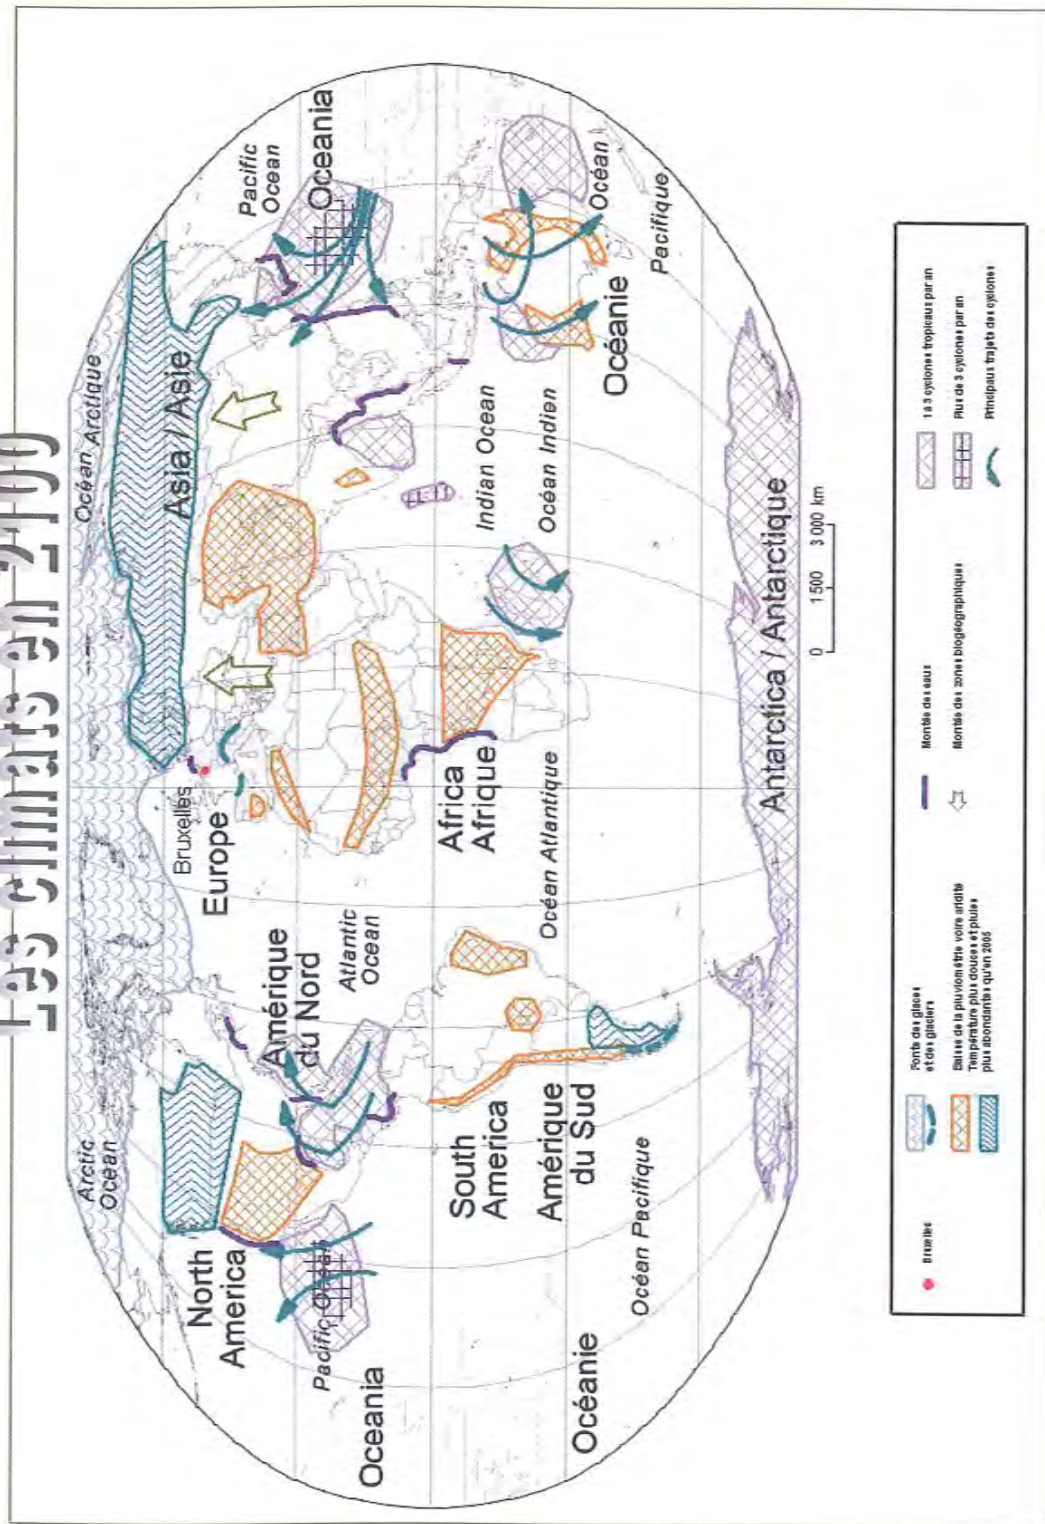 Les climats en 2100
Arctic
Ocean
Océan Arctique
North
America
Amérique
du Nord
Atlantic
Ocean
Bruxelles
Europe
Asia / Asie
Pacific
Ocean
Oceania
Pacific Ocean
Oceania
South
America
Amérique
du Sud
Africa
Afrique
Océan Atlantique
Indian Ocean
Océan Indien
Océanie
Océan
Pacifique
Océan Pacifique
Océanie
Antarctica / Antarctique
0 1 500 3 000 km
Bruxelles
Fonte des glaces
et des glaciers
Baisse de la pluviométrie voire aridité
Température plus douces et pluies
plus abondantes qu'en 2005
Montée des eaux
Montée des zones biogéographiques
1 à 3 cyclones tropicaux par an
Plus de 3 cyclones par an
Principaux trajets des cyclones